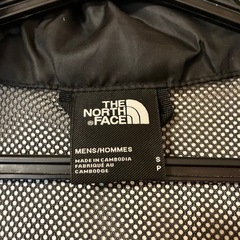 THE
NORTH
FACE
MENS/HOMMES
MADE IN CAMBODIA
FABRIQUÉ AU
CAMBODGE
S
P